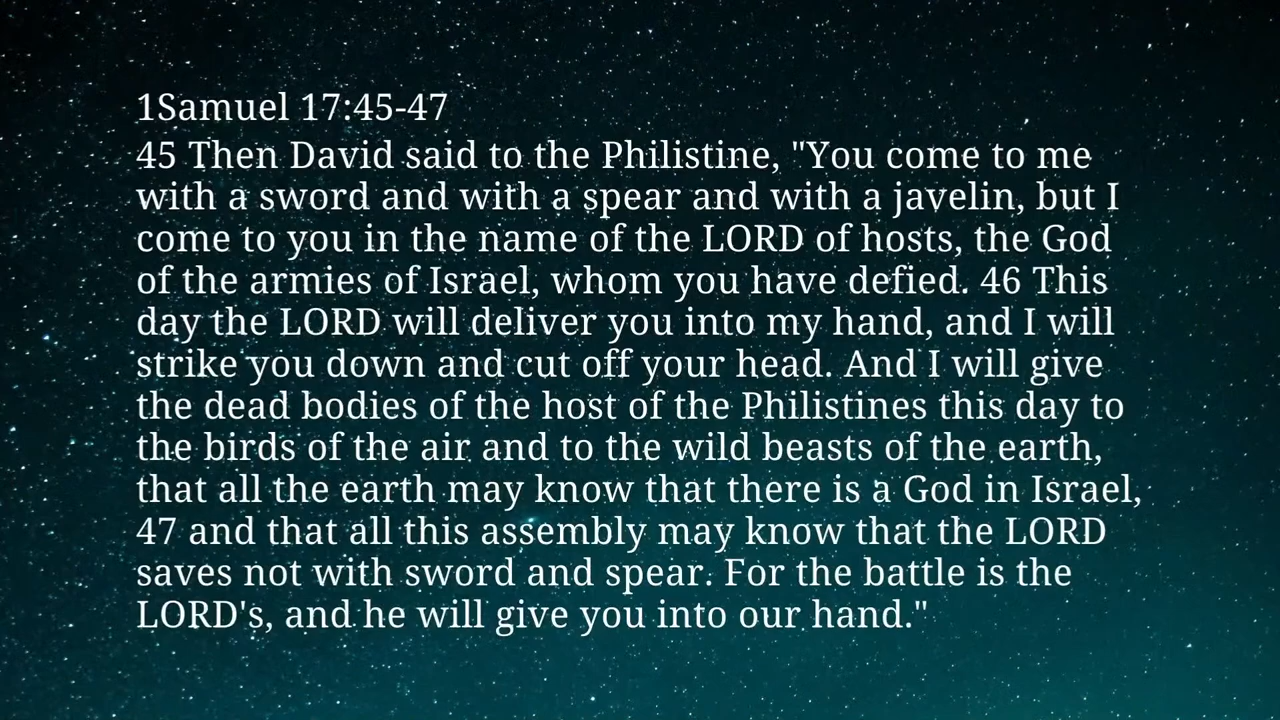 1Samuel 17:45-47
45 Then David said to the Philistine, "You come to me
with a sword and with a spear and with a javelin, but I
come to you in the name of the LORD of hosts, the God
of the armies of Israel, whom you have defied. 46 This
day the LORD will deliver you into my hand, and I will
strike you down and cut off your head. And I will give
the dead bodies of the host of the Philistines this day to
the birds of the air and to the wild beasts of the earth,
that all the earth may know that there is a God in Israel,
47 and that all this assembly may know that the LORD
saves not with sword and spear. For the battle is the
LORD's, and he will give you into our hand."